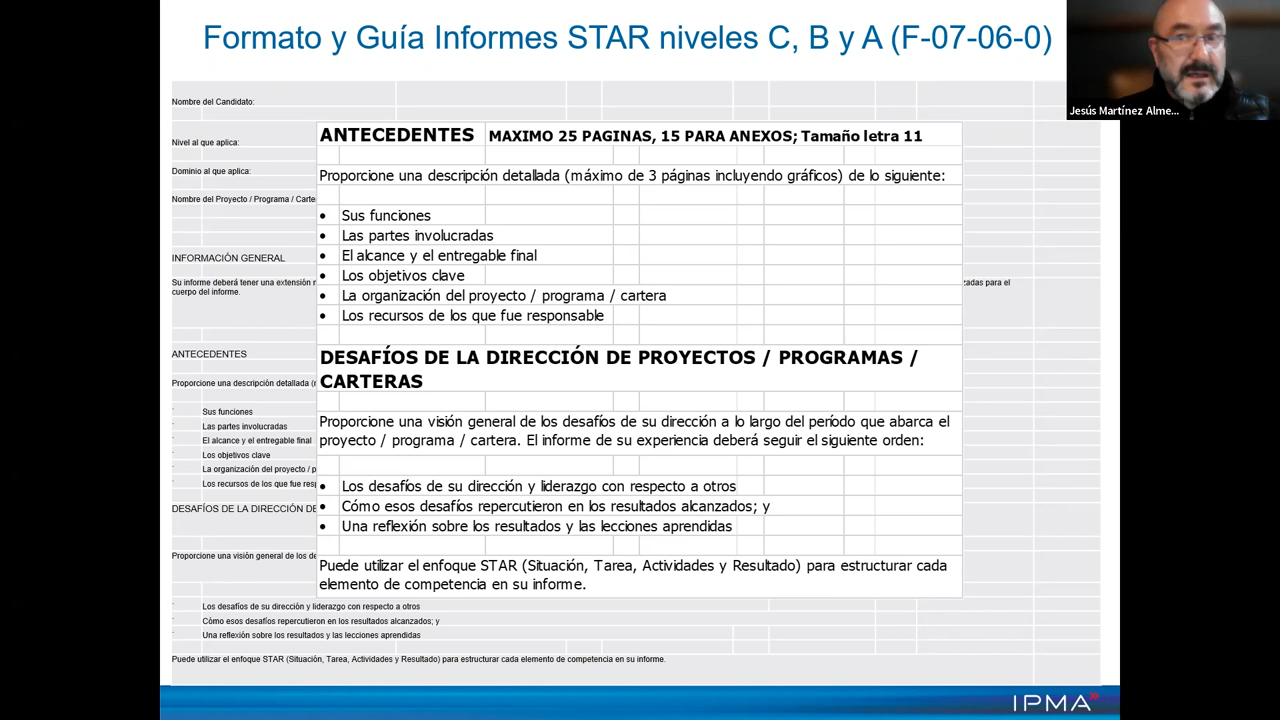 Formato y Guía Informes STAR niveles C, B y A (F-07-06-0)
Jesús Martínez Alme...
Nombre del Candidato:
Nivel al que aplica:
Dominio al que aplica:
Nombre del Proyecto / Programa / Carte
INFORMACIÓN GENERAL
Su informe deberá tener una extensión
zadas para el
cuerpo del informe.
ANTECEDENTES
Proporcione una descripción detallada
Sus funciones
Las partes involucradas
El alcance y el entregable final
Los objetivos clave
La organización del proyecto / p
Los recursos de los que fue resp
DESAFÍOS DE LA DIRECCIÓN DE
Proporcione una visión general de los de
Los desafíos de su dirección y liderazgo con respecto a otros
Cómo esos desafíos repercutieron en los resultados alcanzados; y
Una reflexión sobre los resultados y las lecciones aprendidas
Puede utilizar el enfoque STAR (Situación, Tarea, Actividades y Resultado) para estructurar cada elemento de competencia en su informe.
ANTECEDENTES MAXIMO 25 PAGINAS, 15 PARA ANEXOS; Tamaño letra 11
Proporcione una descripción detallada (máximo de 3 páginas incluyendo gráficos) de lo siguiente:
• Sus funciones
• Las partes involucradas
• El alcance y el entregable final
• Los objetivos clave
• La organización del proyecto / programa / cartera
• Los recursos de los que fue responsable
DESAFÍOS DE LA DIRECCIÓN DE PROYECTOS / PROGRAMAS /
CARTERAS
Proporcione una visión general de los desafíos de su dirección a lo largo del período que abarca el
proyecto / programa / cartera. El informe de su experiencia deberá seguir el siguiente orden:
• Los desafíos de su dirección y liderazgo con respecto a otros
• Cómo esos desafíos repercutieron en los resultados alcanzados; y
• Una reflexión sobre los resultados y las lecciones aprendidas
Puede utilizar el enfoque STAR (Situación, Tarea, Actividades y Resultado) para estructurar cada
elemento de competencia en su informe.
IPMA